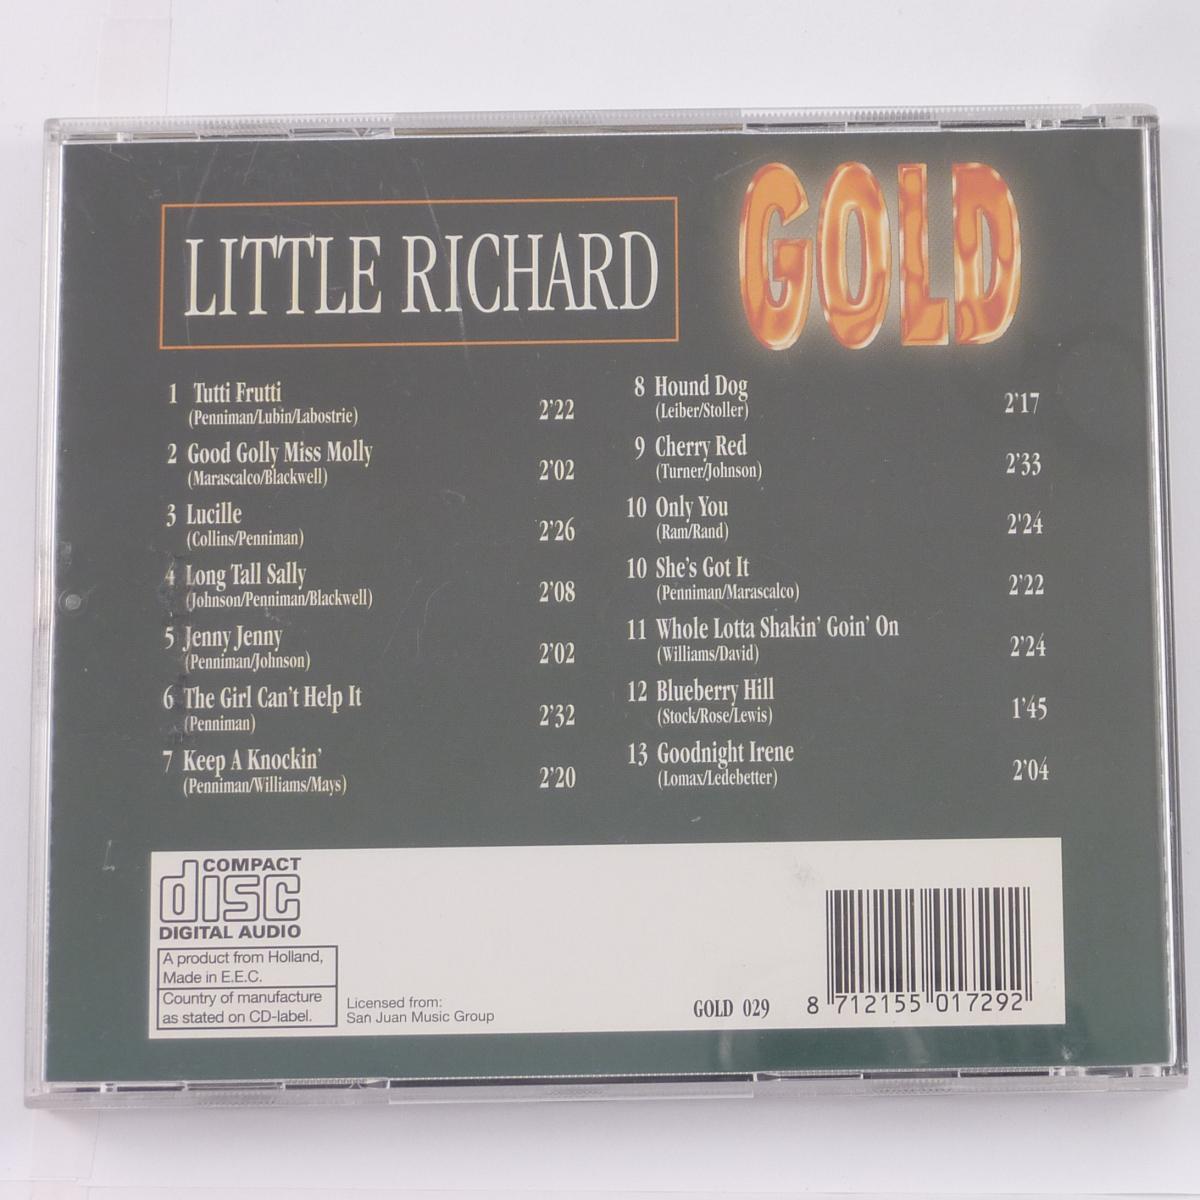 LITTLE RICHARD
GOLD
1 Tutti Frutti
(Penniman/Lubin/Labostrie) 2'22
2 Good Golly Miss Molly
(Marascalco/Blackwell) 2'02
3 Lucille
(Collins/Penniman) 2'26
4 Long Tall Sally
(Johnson/Penniman/Blackwell) 2'08
5 Jenny Jenny
(Penniman/Johnson) 2'02
6 The Girl Can't Help It
(Penniman) 2'32
7 Keep A Knockin'
(Penniman/Williams/Mays) 2'20
8 Hound Dog
(Leiber/Stoller) 2'17
9 Cherry Red
(Turner/Johnson) 2'33
10 Only You
(Ram/Rand) 2'24
10 She's Got It
(Penniman/Marascalco) 2'22
11 Whole Lotta Shakin' Goin' On
(Williams/David) 2'24
12 Blueberry Hill
(Stock/Rose/Lewis) 1'45
13 Goodnight Irene
(Lomax/Ledebetter) 2'04
COMPACT
disc
DIGITAL AUDIO
A product from Holland,
Made in E.E.C.
Country of manufacture
as stated on CD-label.
Licensed from:
San Juan Music Group
GOLD 029
8 712155 017292